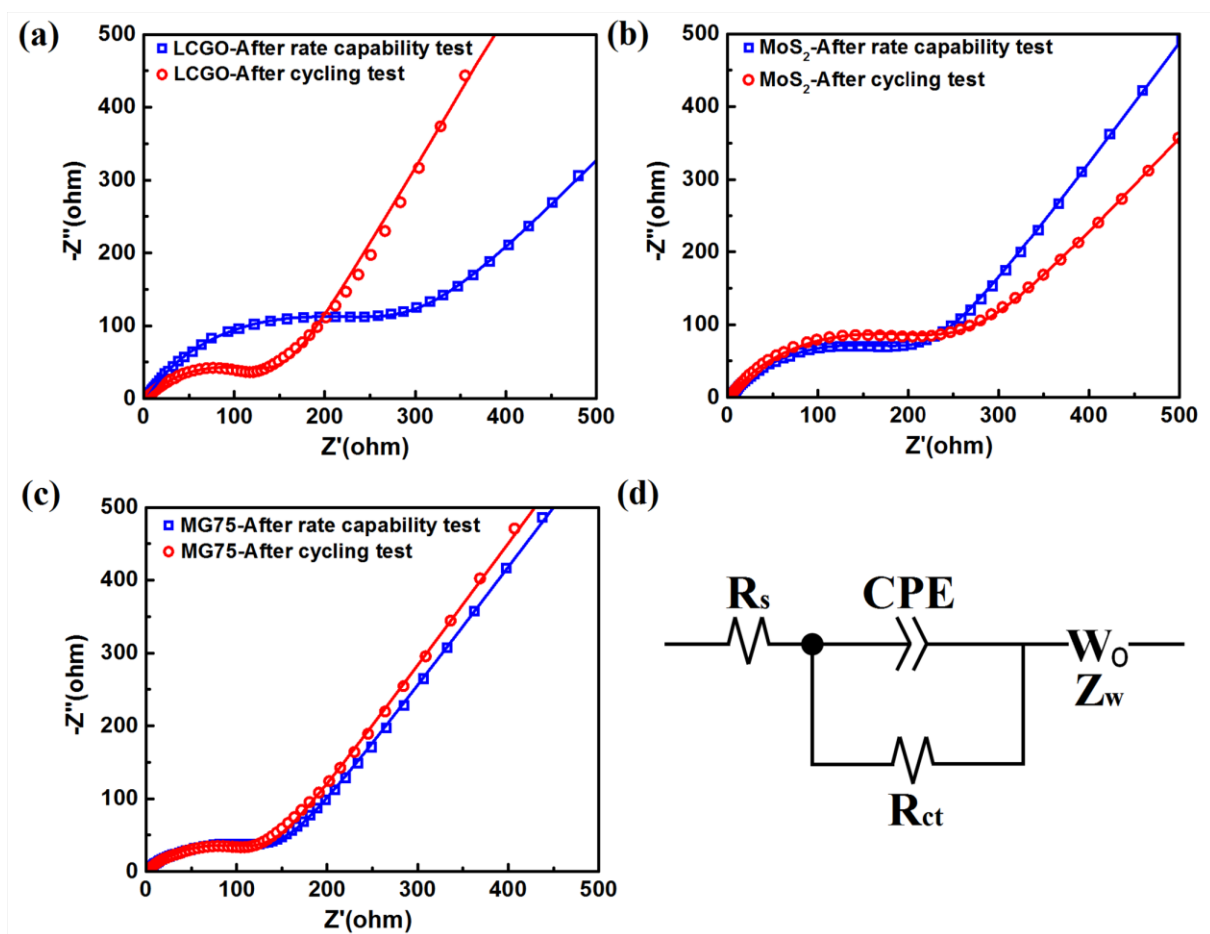 (a)
LCGO-After rate capability test
LCGO-After cycling test
-Z''(ohm)
500
400
300
200
100
0
0 100 200 300 400 500
Z'(ohm)
(b)
MoS₂-After rate capability test
MoS₂-After cycling test
-Z''(ohm)
500
400
300
200
100
0
0 100 200 300 400 500
Z'(ohm)
(c)
MG75-After rate capability test
MG75-After cycling test
-Z''(ohm)
500
400
300
200
100
0
0 100 200 300 400 500
Z'(ohm)
(d)
Rs CPE Wo
Zw
Rct